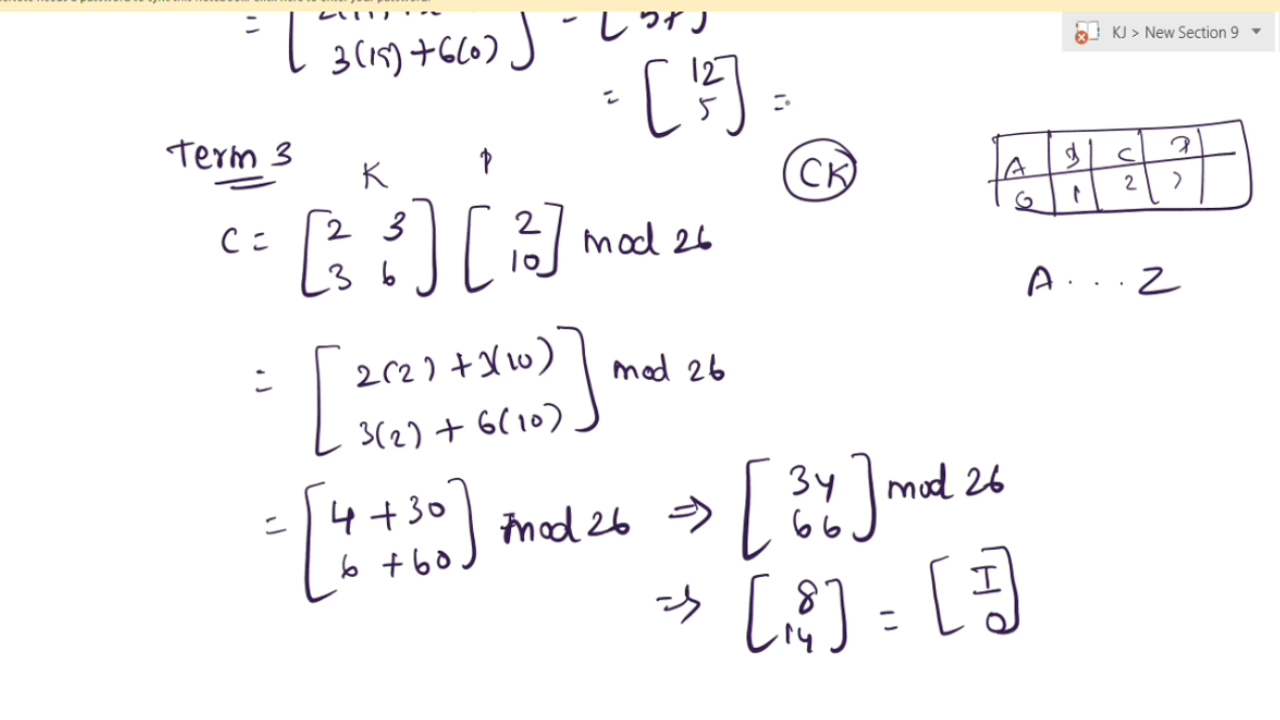 KJ > New Section 9
3(15)+6(0)
= [12
5] =
Term 3
K P
CK
A B C D
0 1 2 3
C = [2 3
3 6] [2
10] mod 26
A . . . Z
= [2(2) + 3(10)
3(2) + 6(10)] mod 26
= [4 + 30
6 + 60] mod 26 ⇒ [34
66] mod 26
⇒ [8
14] = [I
O]